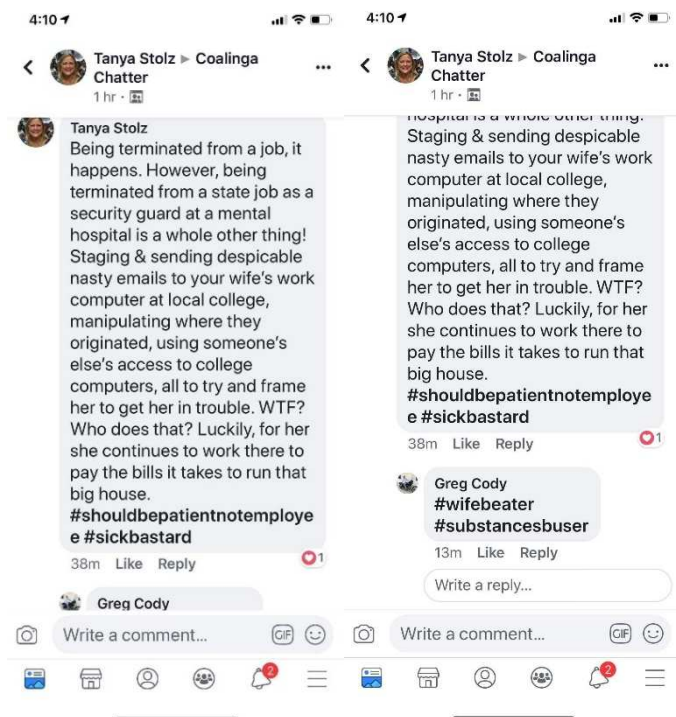 4:10
Tanya Stolz ▸ Coalinga
Chatter
1 hr ·
Tanya Stolz
Being terminated from a job, it
happens. However, being
terminated from a state job as a
security guard at a mental
hospital is a whole other thing!
Staging & sending despicable
nasty emails to your wife's work
computer at local college,
manipulating where they
originated, using someone's
else's access to college
computers, all to try and frame
her to get her in trouble. WTF?
Who does that? Luckily, for her
she continues to work there to
pay the bills it takes to run that
big house.
#shouldbepatientnotemploye
e #sickbastard
38m Like Reply
1
Greg Cody
Write a comment...
GIF
2
4:10
Tanya Stolz ▸ Coalinga
Chatter
1 hr ·
hospital is a whole other thing!
Staging & sending despicable
nasty emails to your wife's work
computer at local college,
manipulating where they
originated, using someone's
else's access to college
computers, all to try and frame
her to get her in trouble. WTF?
Who does that? Luckily, for her
she continues to work there to
pay the bills it takes to run that
big house.
#shouldbepatientnotemploye
e #sickbastard
38m Like Reply
1
Greg Cody
#wifebeater
#substancesbuser
13m Like Reply
Write a reply...
Write a comment...
GIF
2